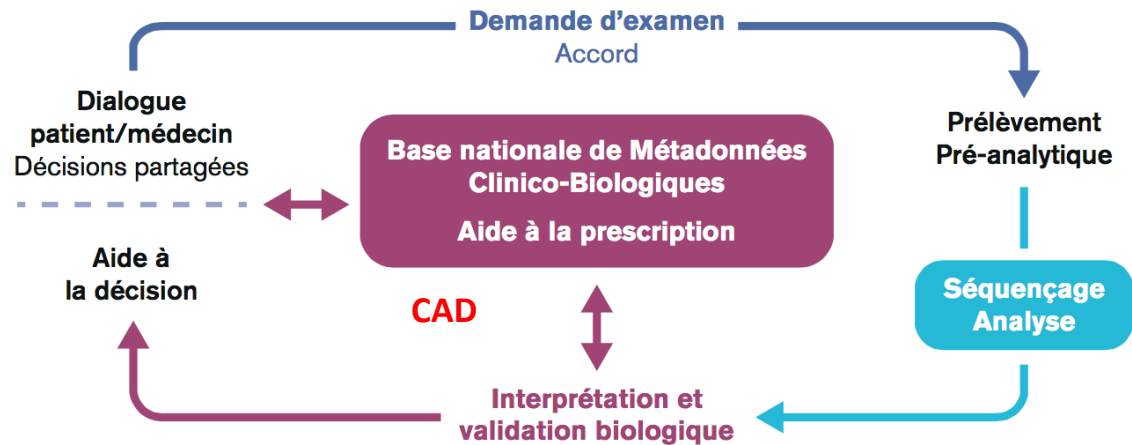 Demande d’examen
Accord
Dialogue
patient/médecin
Décisions partagées
Base nationale de Métadonnées
Clinico-Biologiques
Aide à la prescription
Prélèvement
Pré-analytique
Aide à
la décision
CAD
Séquençage
Analyse
Interprétation et
validation biologique